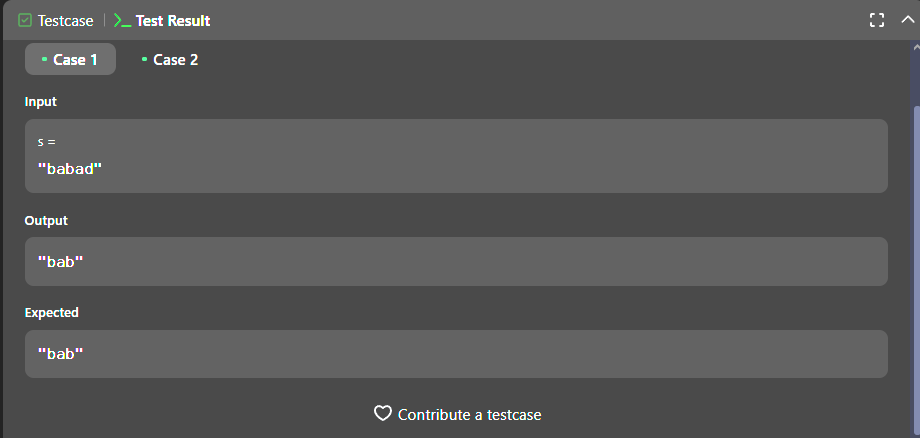 Testcase
Test Result
Case 1
Case 2
Input
s =
"babad"
Output
"bab"
Expected
"bab"
Contribute a testcase